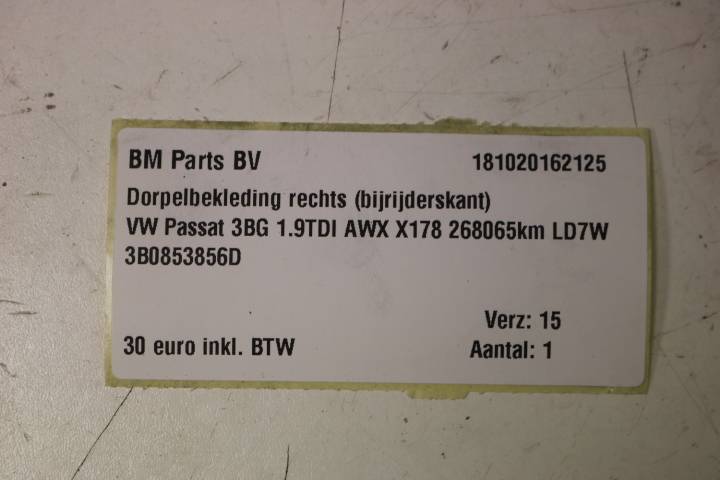 BM Parts BV 181020162125
Dorpelbekleding rechts (bijrijderskant)
VW Passat 3BG 1.9TDI AWX X178 268065km LD7W
3B0853856D
Verz: 15
30 euro inkl. BTW Aantal: 1